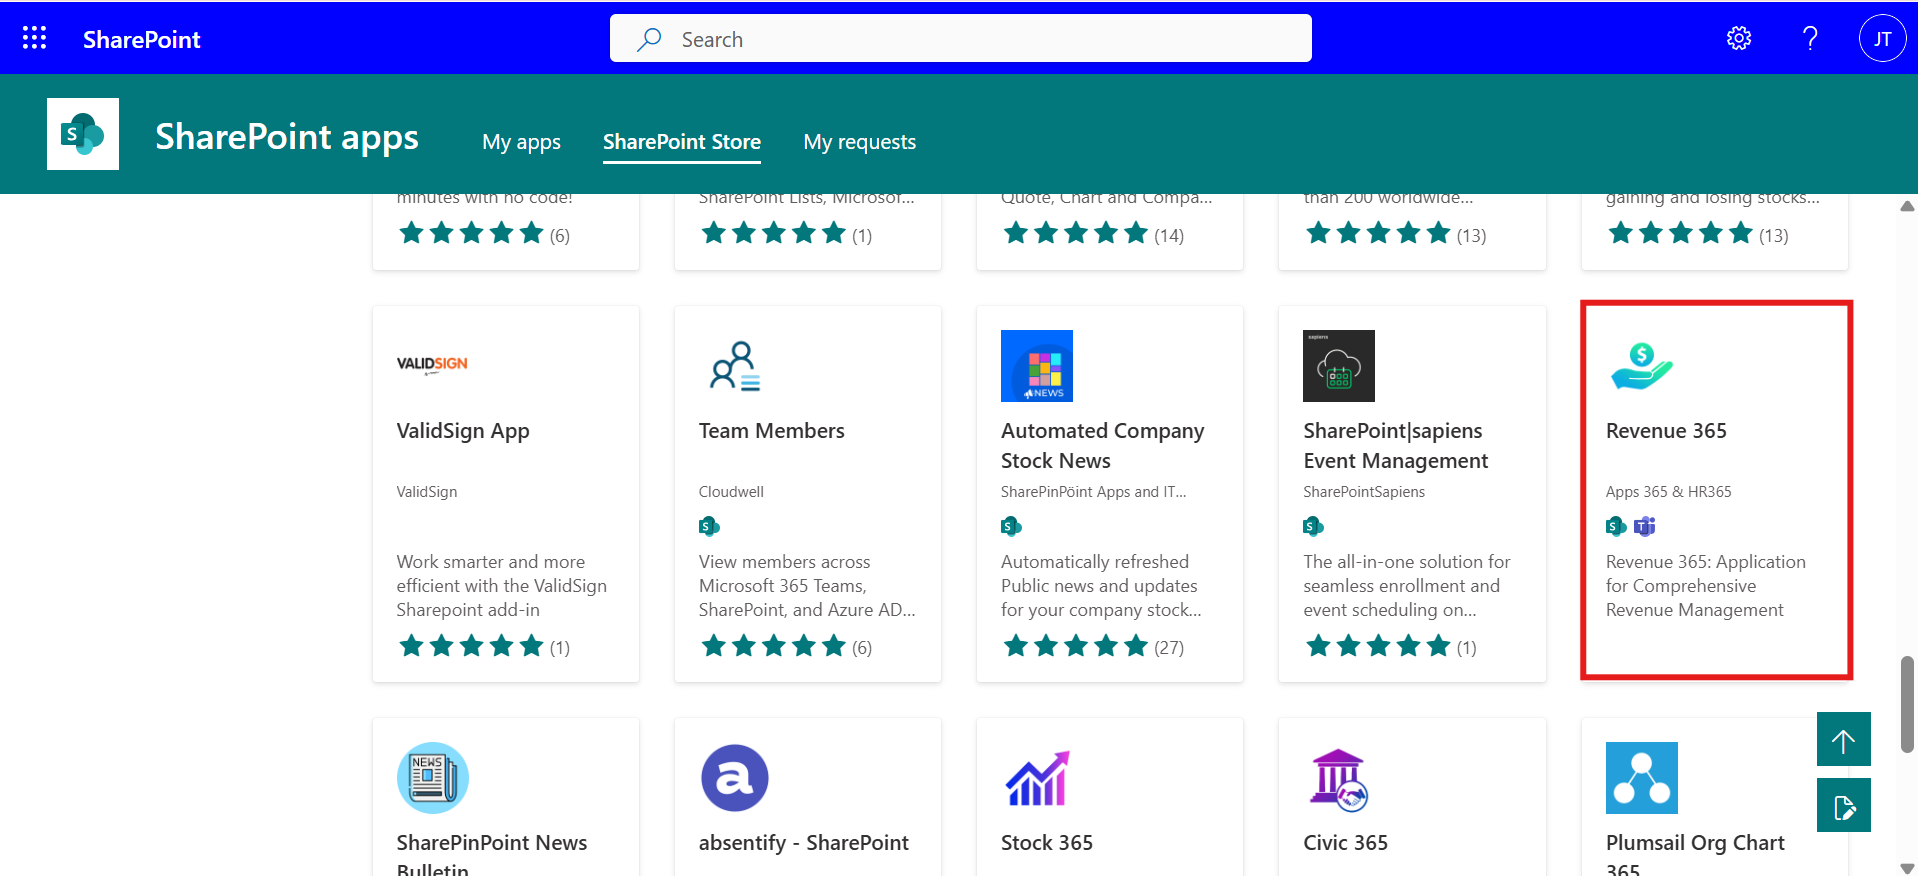 SharePoint
Search
JT
SharePoint apps
My apps
SharePoint Store
My requests
minutes with no code!
SharePoint Lists, Microsof...
Quote, Chart and Compa...
than 200 worldwide...
gaining and losing stocks...
(6)
(1)
(14)
(13)
(13)
VALIDSIGN
ValidSign App
ValidSign
Work smarter and more
efficient with the ValidSign
Sharepoint add-in
(1)
Team Members
Cloudwell
View members across
Microsoft 365 Teams,
SharePoint, and Azure AD...
(6)
NEWS
Automated Company
Stock News
SharePinPöint Apps and IT...
Automatically refreshed
Public news and updates
for your company stock...
(27)
sapiens
SharePoint|sapiens
Event Management
SharePointSapiens
The all-in-one solution for
seamless enrollment and
event scheduling on...
(1)
Revenue 365
Apps 365 & HR365
Revenue 365: Application
for Comprehensive
Revenue Management
NEWS
SharePinPoint News
Bulletin
a
absentify - SharePoint
Stock 365
Civic 365
Plumsail Org Chart
365